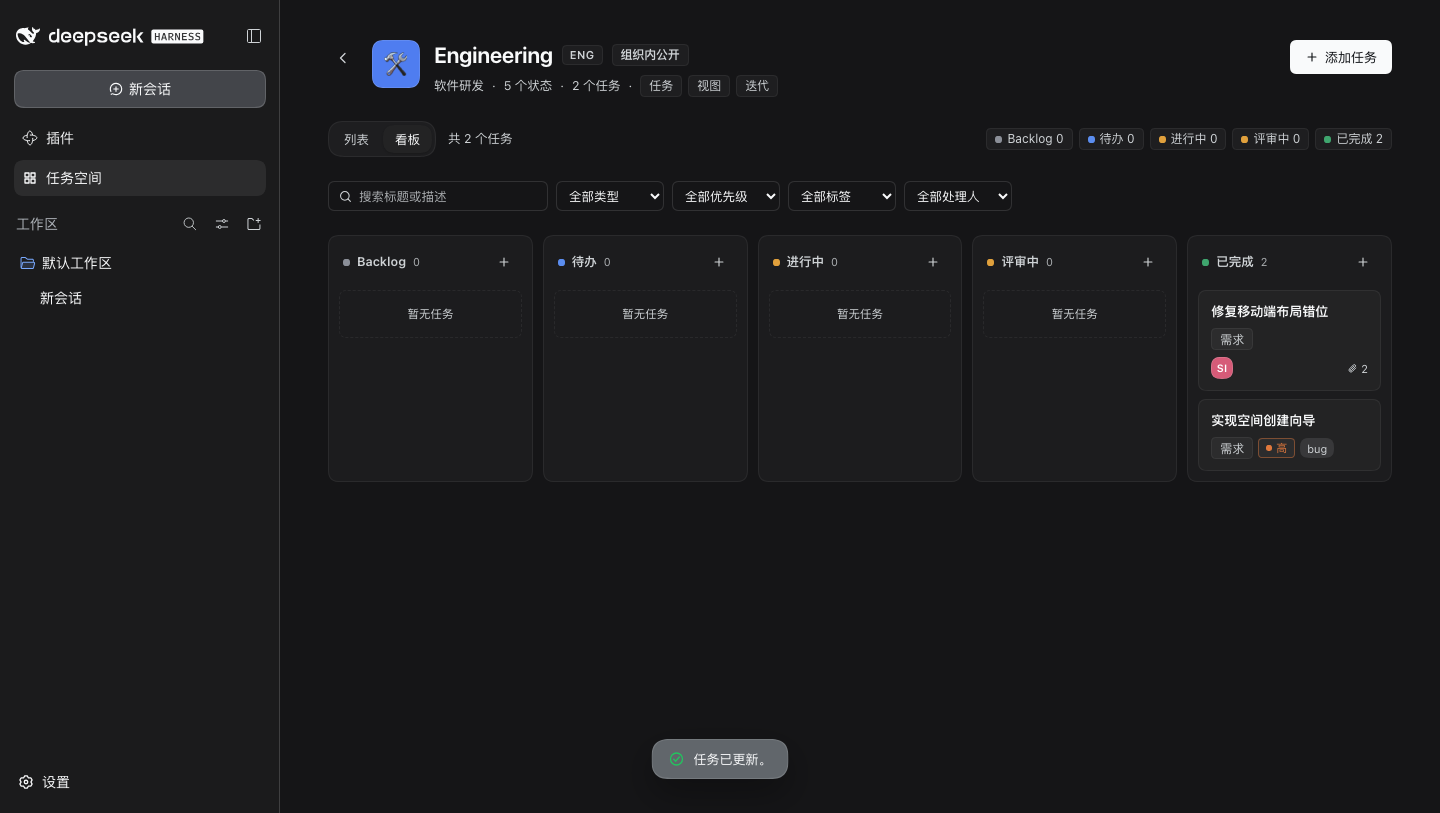 deepseek HARNESS
新会话
插件
任务空间
工作区
默认工作区
新会话
设置
Engineering ENG 组织内公开
软件研发 · 5 个状态 · 2 个任务 · 任务 视图 迭代
添加任务
列表 看板 共 2 个任务
Backlog 0 待办 0 进行中 0 评审中 0 已完成 2
搜索标题或描述 全部类型 全部优先级 全部标签 全部处理人
Backlog 0
暂无任务
待办 0
暂无任务
进行中 0
暂无任务
评审中 0
暂无任务
已完成 2
修复移动端布局错位
需求
SI 2
实现空间创建向导
需求 高 bug
任务已更新。